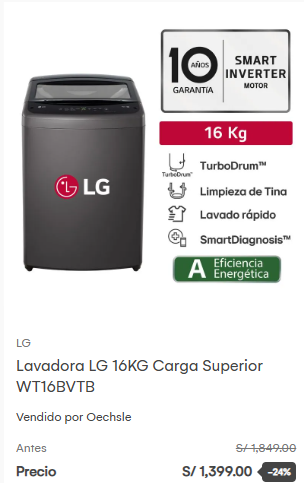 10
AÑOS
GARANTÍA
SMART
INVERTER
MOTOR
16 Kg
LG
TurboDrum™
TurboDrum™
Limpieza de Tina
Lavado rápido
SmartDiagnosis™
A Eficiencia
Energética
LG
Lavadora LG 16KG Carga Superior
WT16BVTB
Vendido por Oechsle
Antes S/ 1,849.00
Precio S/ 1,399.00 -24%